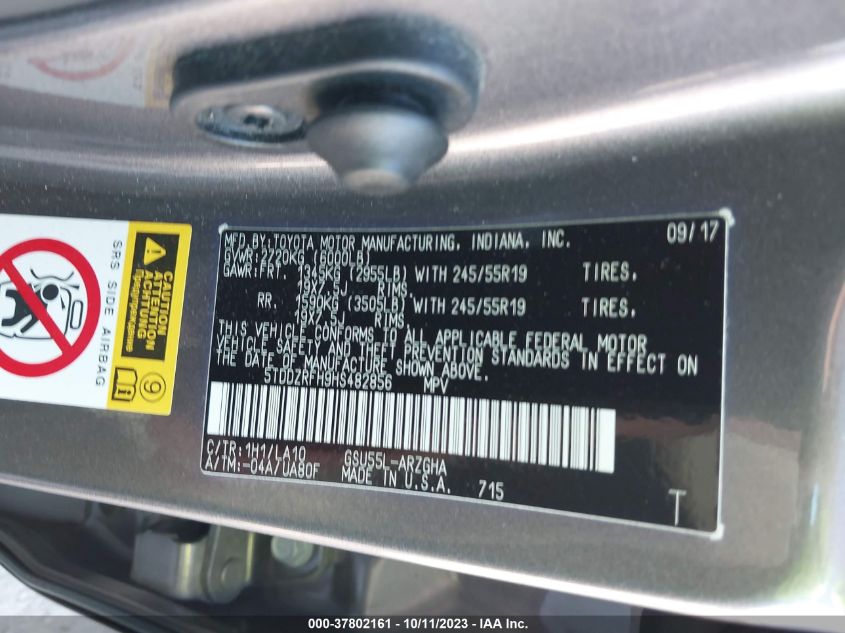 SRS SIDE AIRBAG
CAUTION
ATTENTION
ACHTUNG
Предупреждение
9
MFD.BY:TOYOTA MOTOR MANUFACTURING, INDIANA, INC. 09/17
GVWR:2720KG (6000LB)
GAWR:FRT. 1345KG (2955LB) WITH 245/55R19 TIRES.
19X7.5J RIMS
RR. 1590KG (3505LB) WITH 245/55R19 TIRES.
19X7.5J RIMS
THIS VEHICLE CONFORMS TO ALL APPLICABLE FEDERAL MOTOR
VEHICLE SAFETY AND THEFT PREVENTION STANDARDS IN EFFECT ON
THE DATE OF MANUFACTURE SHOWN ABOVE.
5TDDZRFH9HS482856 MPV
C/TR:1H1/LA10 GSU55L-ARZGHA
A/TM:-04A/UA80F MADE IN U.S.A. 715
T
000-37802161 - 10/11/2023 - IAA Inc.